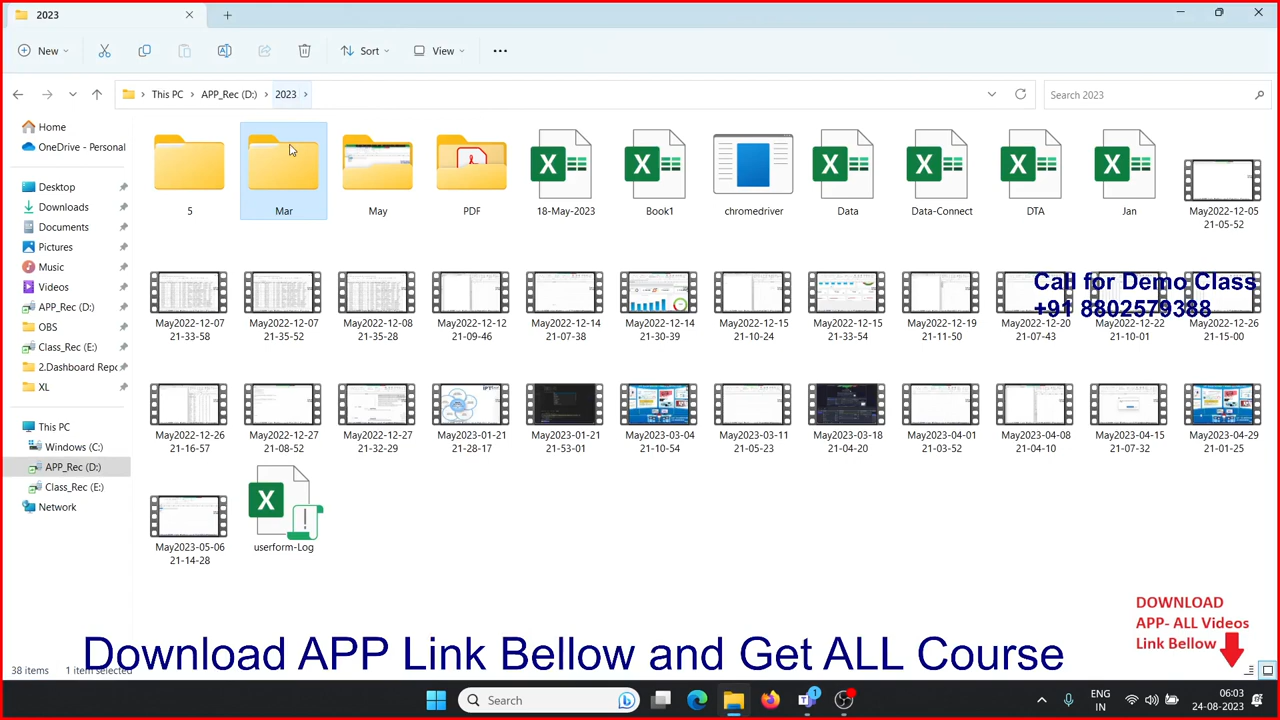 2023
New
Sort
View
This PC
APP_Rec (D:)
2023
Search 2023
Home
OneDrive - Personal
Desktop
Downloads
Documents
Pictures
Music
Videos
APP_Rec (D:)
OBS
Class_Rec (E:)
2.Dashboard Repo
XL
This PC
Windows (C:)
APP_Rec (D:)
Class_Rec (E:)
Network
5
Mar
May
PDF
18-May-2023
Book1
chromedriver
Data
Data-Connect
DTA
Jan
May2022-12-05
21-05-52
Call for Demo Class
+91 8802579388
May2022-12-07
21-33-58
May2022-12-07
21-35-52
May2022-12-08
21-35-28
May2022-12-12
21-09-46
May2022-12-14
21-07-38
May2022-12-14
21-30-39
May2022-12-15
21-10-24
May2022-12-15
21-33-54
May2022-12-19
21-11-50
May2022-12-20
21-07-43
May2022-12-22
21-10-01
May2022-12-26
21-15-00
May2022-12-26
21-16-57
May2022-12-27
21-08-52
May2022-12-27
21-32-29
May2023-01-21
21-28-17
May2023-01-21
21-53-01
May2023-03-04
21-10-54
May2023-03-11
21-05-23
May2023-03-18
21-04-20
May2023-04-01
21-03-52
May2023-04-08
21-04-10
May2023-04-15
21-07-32
May2023-04-29
21-01-25
May2023-05-06
21-14-28
userform-Log
DOWNLOAD
APP- ALL Videos
Link Bellow
Download APP Link Bellow and Get ALL Course
38 items
1 item selected
Search
1
ENG
IN
06:03
24-08-2023